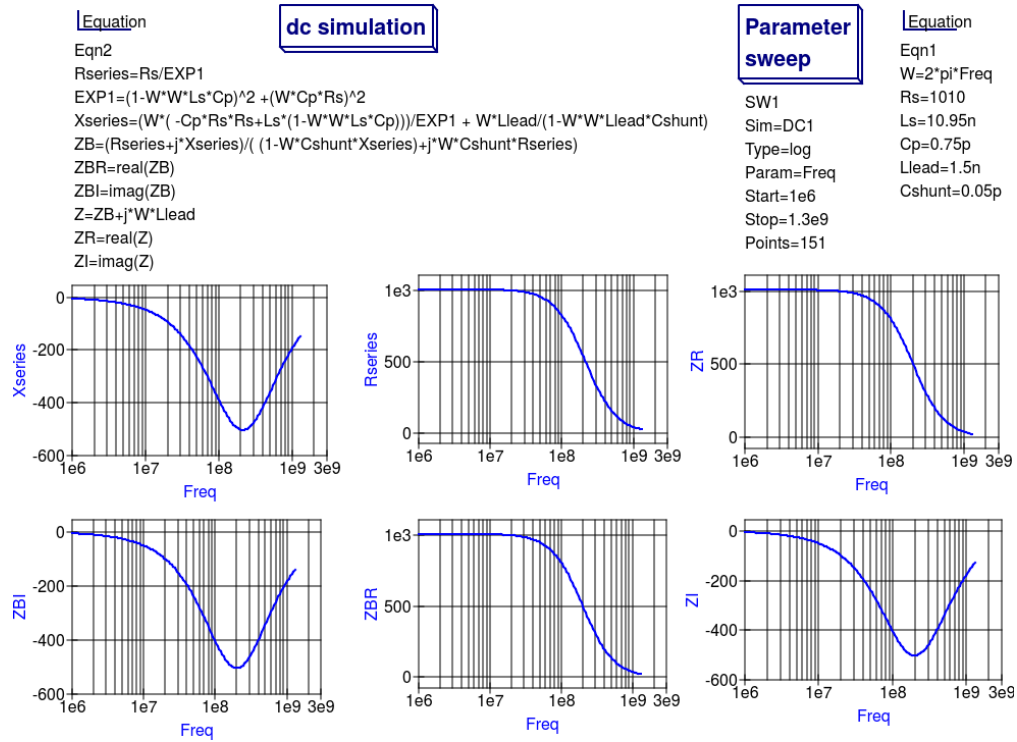 Equation
Eqn2
Rseries=Rs/EXP1
EXP1=(1-W*W*Ls*Cp)^2 +(W*Cp*Rs)^2
Xseries=(W*( -Cp*Rs*Rs+Ls*(1-W*W*Ls*Cp)))/EXP1 + W*Llead/(1-W*W*Llead*Cshunt)
ZB=(Rseries+j*Xseries)/( (1-W*Cshunt*Xseries)+j*W*Cshunt*Rseries)
ZBR=real(ZB)
ZBI=imag(ZB)
Z=ZB+j*W*Llead
ZR=real(Z)
ZI=imag(Z)
dc simulation
Parameter
sweep
SW1
Sim=DC1
Type=log
Param=Freq
Start=1e6
Stop=1.3e9
Points=151
Equation
Eqn1
W=2*pi*Freq
Rs=1010
Ls=10.95n
Cp=0.75p
Llead=1.5n
Cshunt=0.05p
Xseries
0
-200
-400
-600
1e6 1e7 1e8 1e9 3e9
Freq
Rseries
1e3
500
0
1e6 1e7 1e8 1e9 3e9
Freq
ZR
1e3
500
0
1e6 1e7 1e8 1e9 3e9
Freq
ZBI
0
-200
-400
-600
1e6 1e7 1e8 1e9 3e9
Freq
ZBR
1e3
500
0
1e6 1e7 1e8 1e9 3e9
Freq
ZI
0
-200
-400
-600
1e6 1e7 1e8 1e9 3e9
Freq